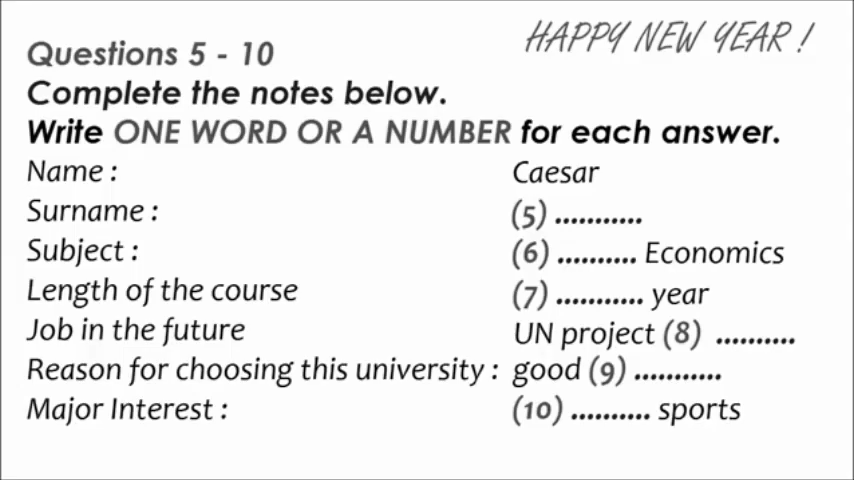 HAPPY NEW YEAR !
Questions 5 - 10
Complete the notes below.
Write ONE WORD OR A NUMBER for each answer.
Name : Caesar
Surname : (5) ...........
Subject : (6) .......... Economics
Length of the course (7) ........... year
Job in the future UN project (8) ..........
Reason for choosing this university : good (9) ...........
Major Interest : (10) .......... sports